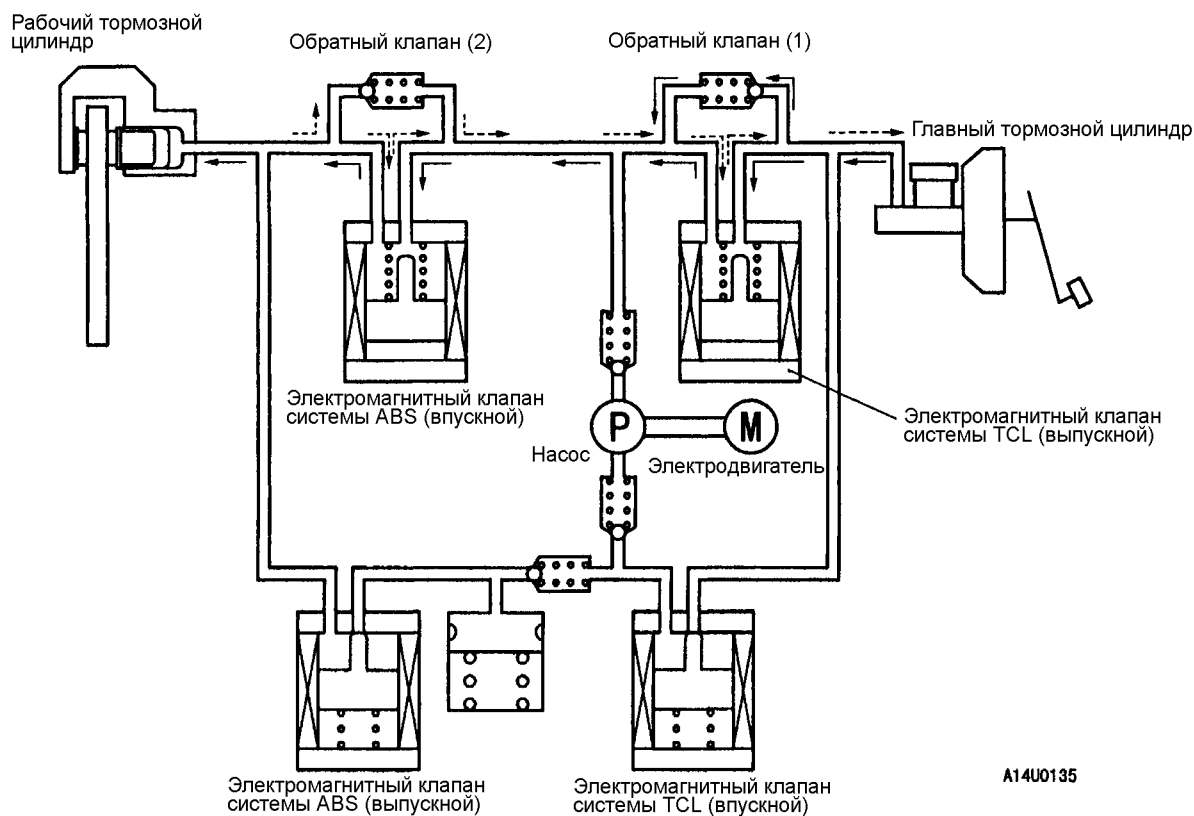 Рабочий тормозной
цилиндр
Обратный клапан (2)
Обратный клапан (1)
Главный тормозной цилиндр
Электромагнитный клапан
системы ABS (впускной)
P
M
Насос
Электродвигатель
Электромагнитный клапан
системы TCL (выпускной)
Электромагнитный клапан
системы ABS (выпускной)
Электромагнитный клапан
системы TCL (впускной)
A14U0135